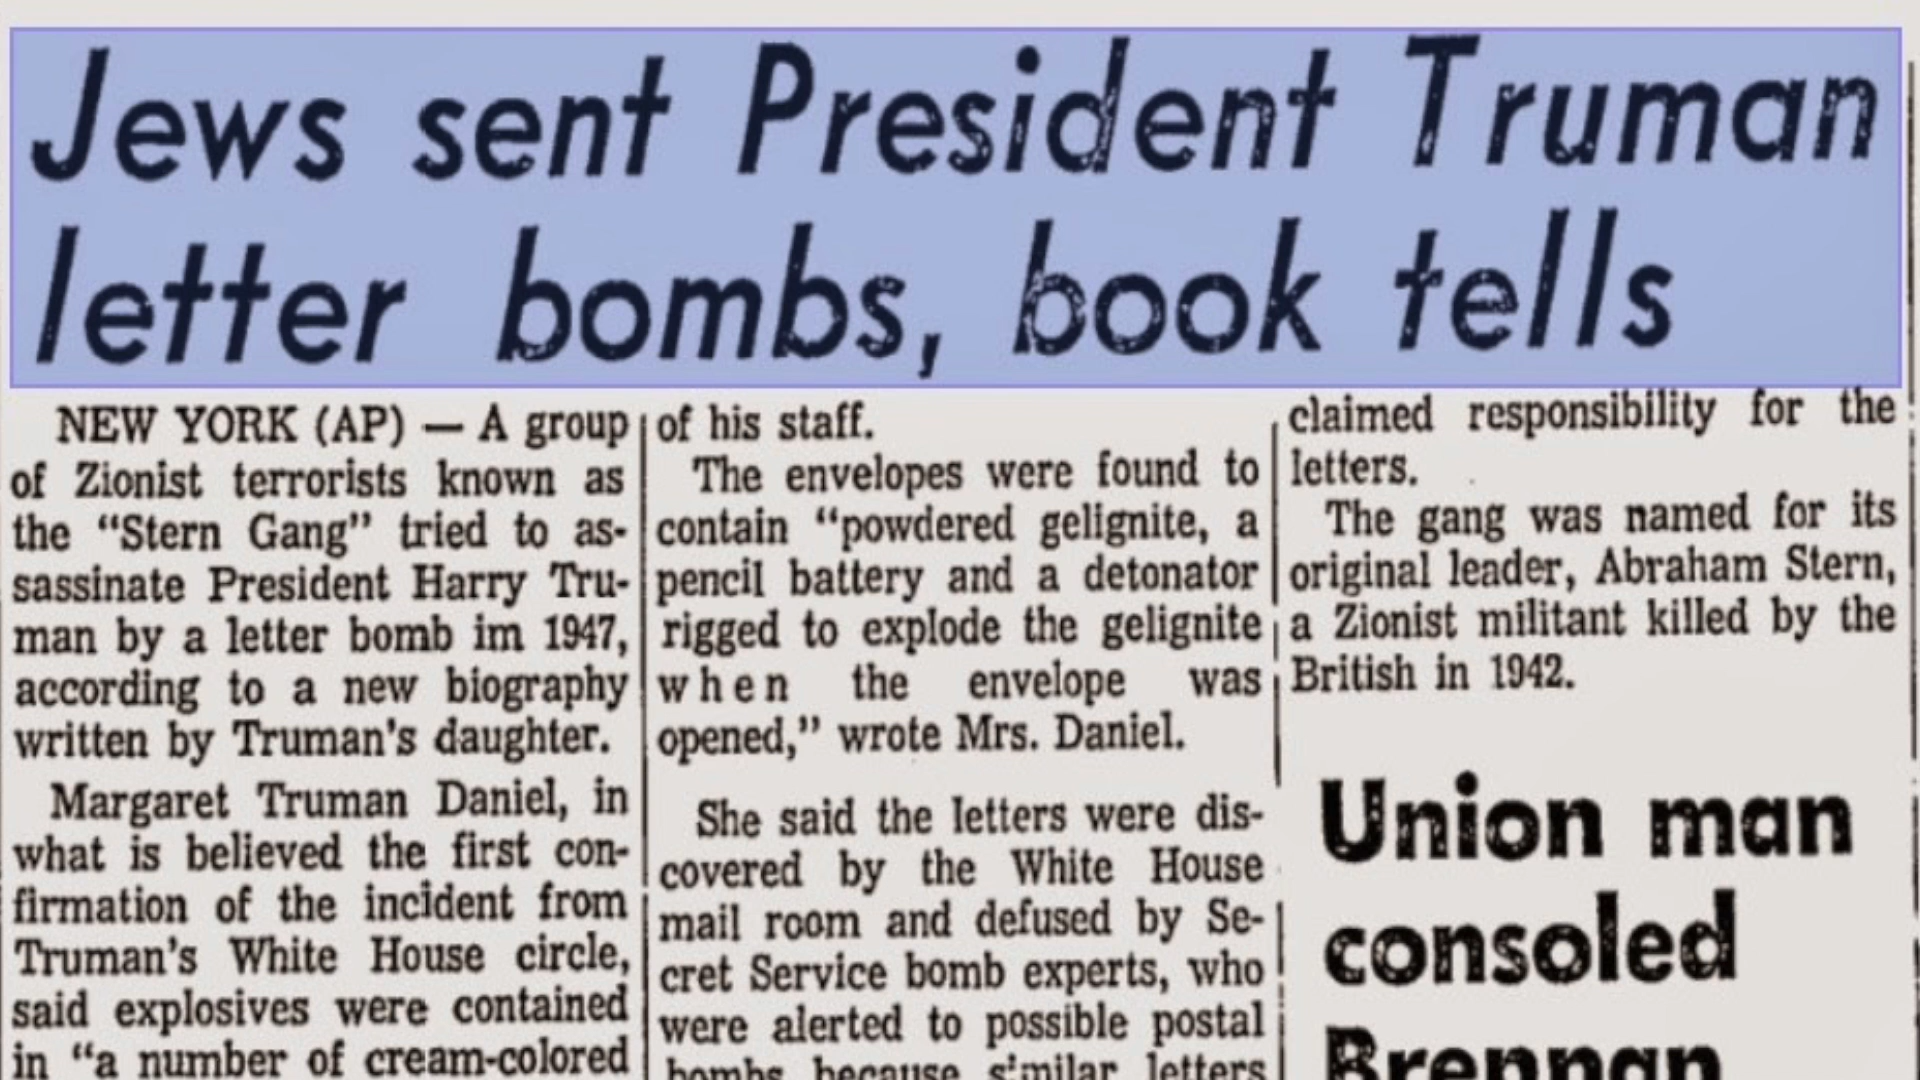 Jews sent President Truman
letter bombs, book tells
NEW YORK (AP) — A group
of Zionist terrorists known as
the "Stern Gang" tried to as-
sassinate President Harry Tru-
man by a letter bomb im 1947,
according to a new biography
written by Truman's daughter.
Margaret Truman Daniel, in
what is believed the first con-
firmation of the incident from
Truman's White House circle,
said explosives were contained
in "a number of cream-colored
of his staff.
The envelopes were found to
contain "powdered gelignite, a
pencil battery and a detonator
rigged to explode the gelignite
when the envelope was
opened," wrote Mrs. Daniel.
She said the letters were dis-
covered by the White House
mail room and defused by Se-
cret Service bomb experts, who
were alerted to possible postal
bombs because similar letters
claimed responsibility for the
letters.
The gang was named for its
original leader, Abraham Stern,
a Zionist militant killed by the
British in 1942.
Union man
consoled
Brennan